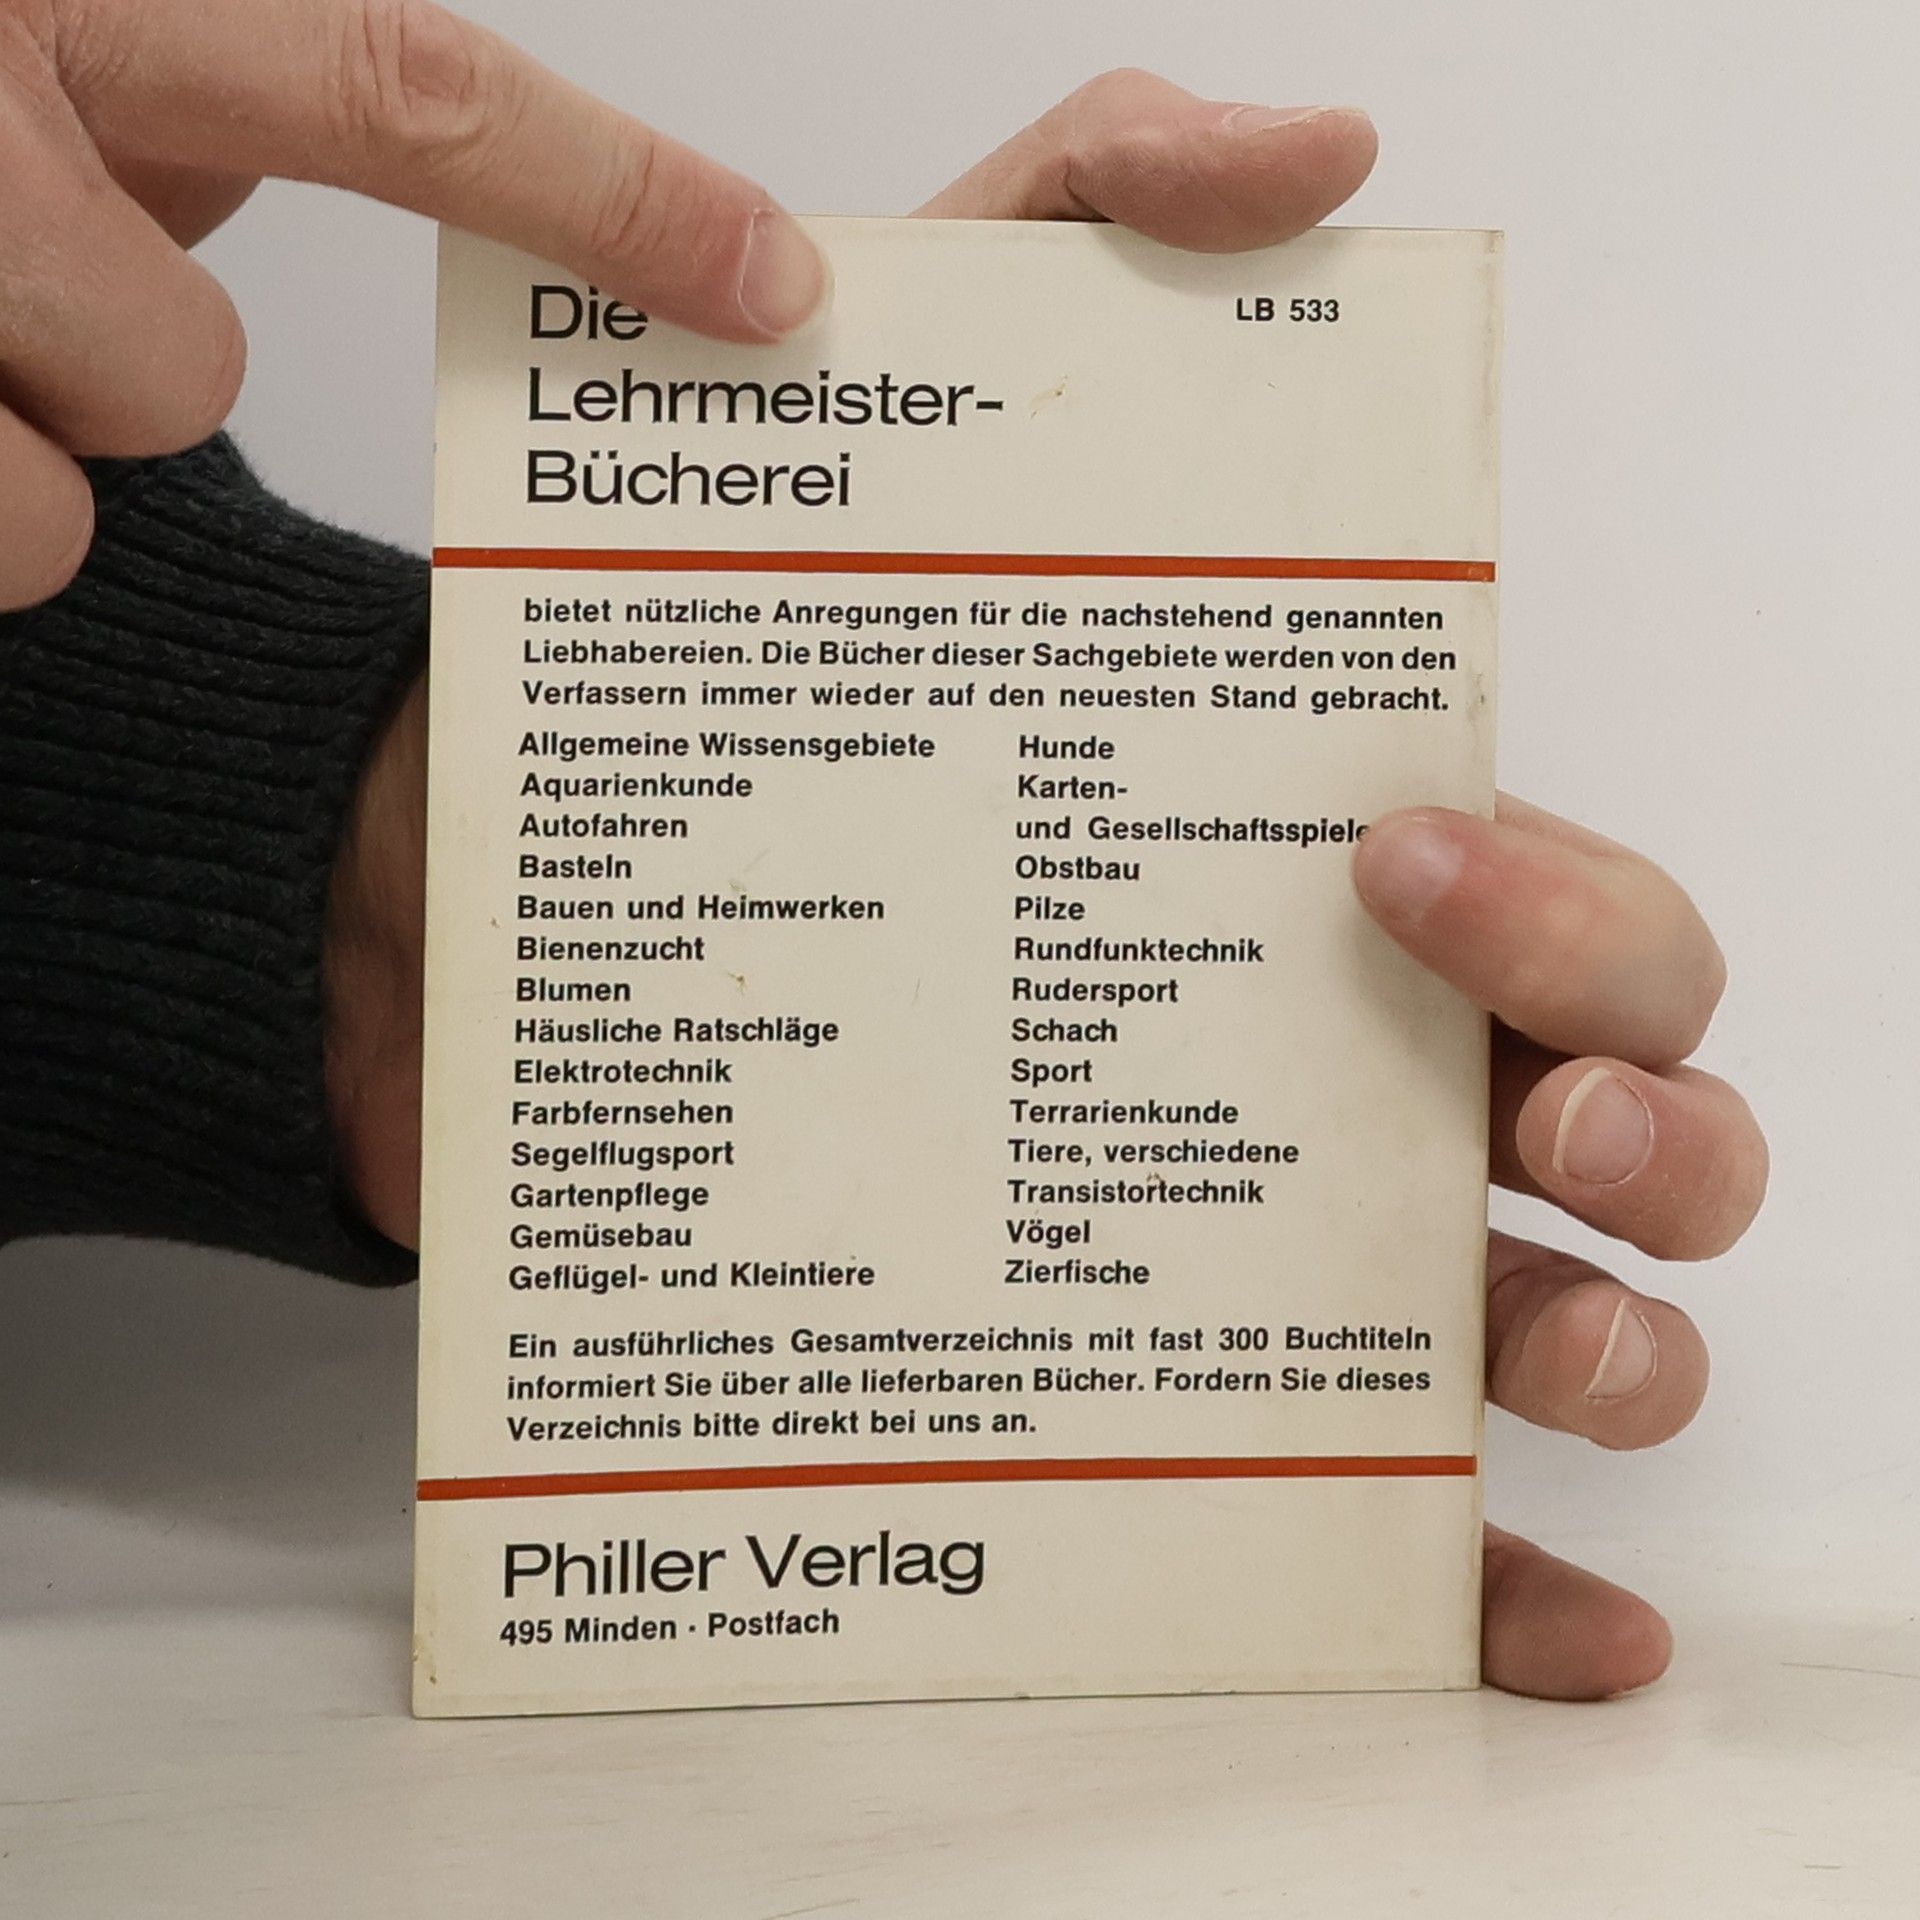 Die
LB 533
Lehrmeister-
Bücherei
bietet nützliche Anregungen für die nachstehend genannten
Liebhabereien. Die Bücher dieser Sachgebiete werden von den
Verfassern immer wieder auf den neuesten Stand gebracht.
Allgemeine Wissensgebiete
Aquarienkunde
Autofahren
Basteln
Bauen und Heimwerken
Bienenzucht
Blumen
Häusliche Ratschläge
Elektrotechnik
Farbfernsehen
Segelflugsport
Gartenpflege
Gemüsebau
Geflügel- und Kleintiere
Hunde
Karten-
und Gesellschaftsspiele
Obstbau
Pilze
Rundfunktechnik
Rudersport
Schach
Sport
Terrarienkunde
Tiere, verschiedene
Transistortechnik
Vögel
Zierfische
Ein ausführliches Gesamtverzeichnis mit fast 300 Buchtiteln
informiert Sie über alle lieferbaren Bücher. Fordern Sie dieses
Verzeichnis bitte direkt bei uns an.
Philler Verlag
495 Minden · Postfach